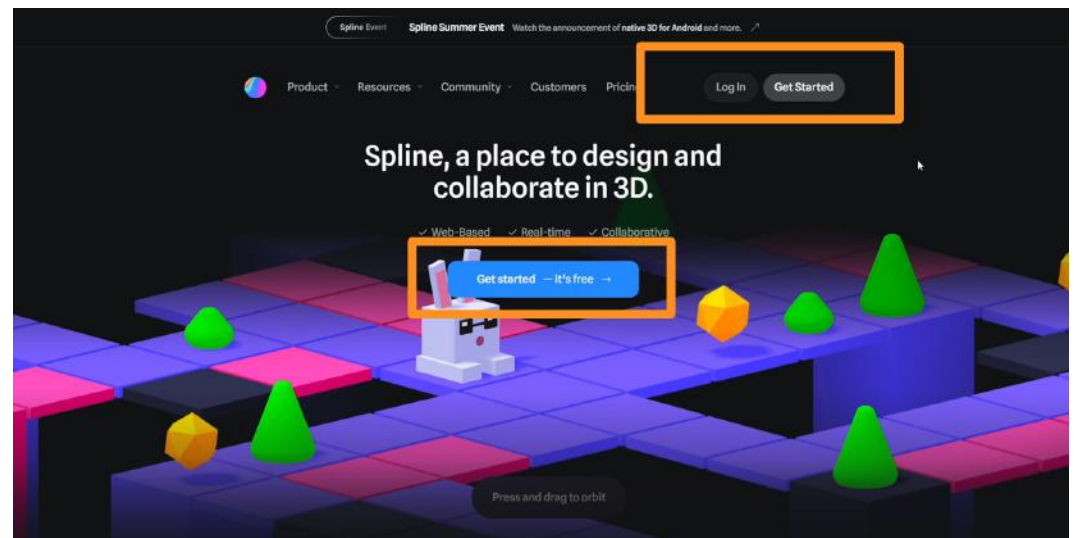 Spline Event Spline Summer Event Watch the announcement of native 3D for Android and more. ↗
Product Resources Community Customers Pricin Log In Get Started
Spline, a place to design and
collaborate in 3D.
✓ Web-Based ✓ Real-time ✓ Collaborative
Get started — it's free →
Press and drag to orbit